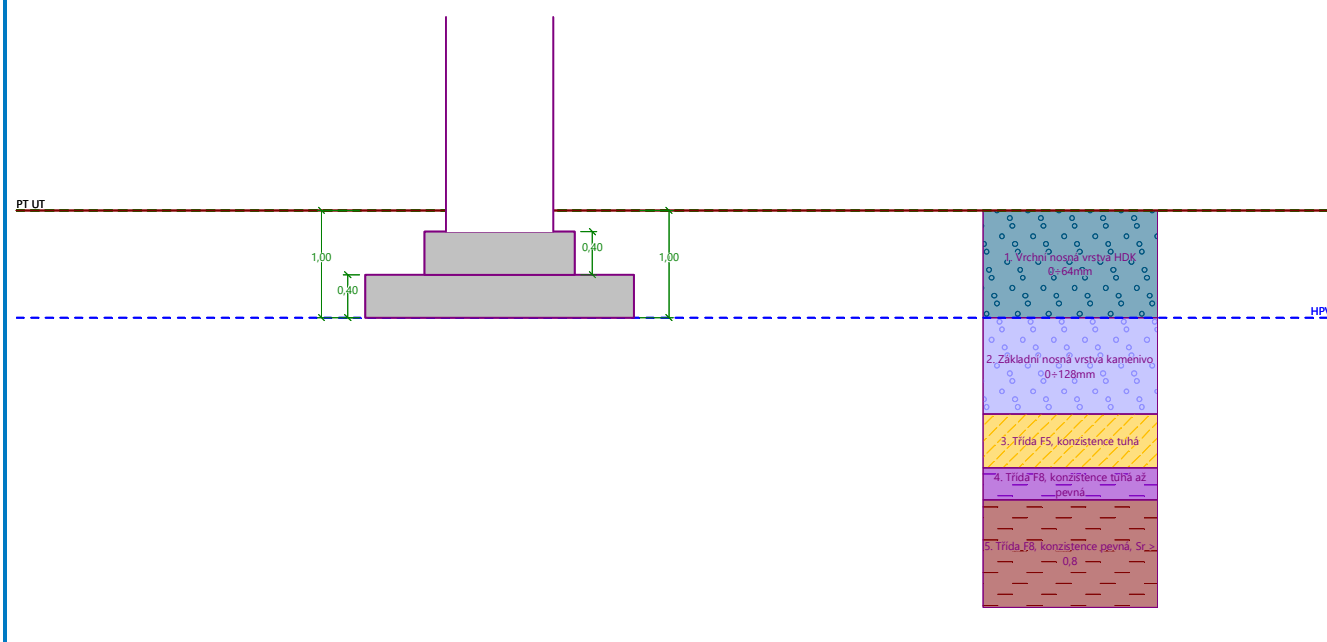 PT UT
1,00
0,40
0,40
1,00
1. Vrchní nosná vrstva HDK
0÷64mm
HPV
2. Základní nosná vrstva kamenivo
0÷128mm
3. Třída F5, konzistence tuhá
4. Třída F8, konzistence tuhá až
pevná
5. Třída F8, konzistence pevná, Sr >
0,8